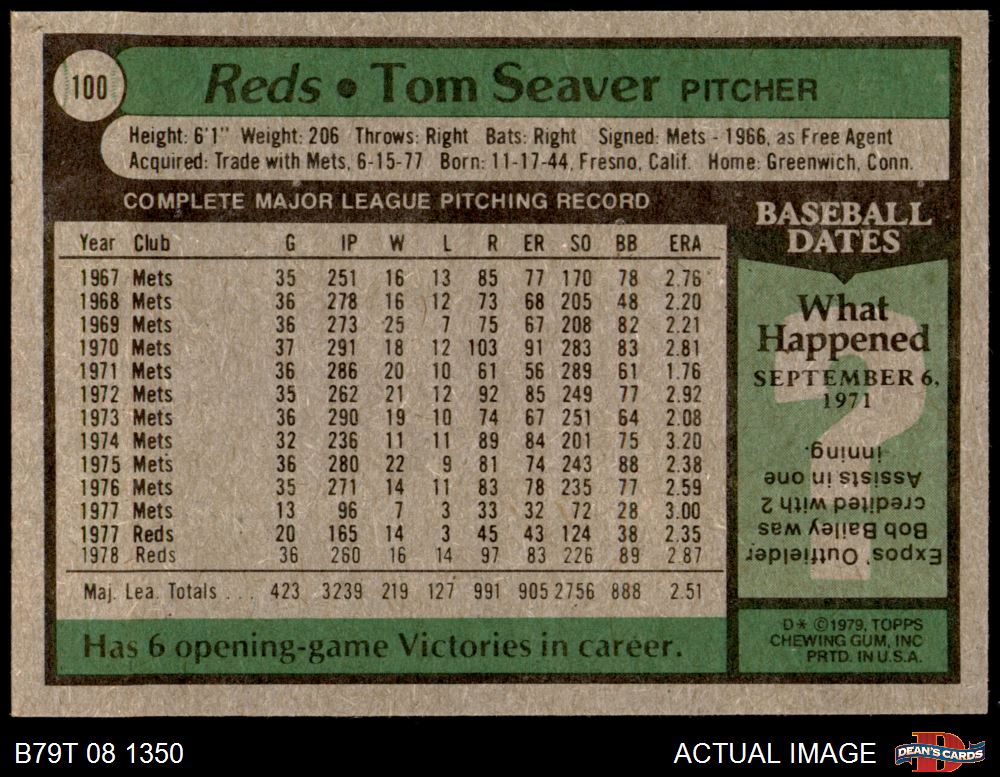 100
Reds • Tom Seaver PITCHER
Height: 6'1" Weight: 206 Throws: Right Bats: Right Signed: Mets - 1966, as Free Agent
Acquired: Trade with Mets, 6-15-77 Born: 11-17-44, Fresno, Calif. Home: Greenwich, Conn.
COMPLETE MAJOR LEAGUE PITCHING RECORD
Year Club G IP W L R ER SO BB ERA
1967 Mets 35 251 16 13 85 77 170 78 2.76
1968 Mets 36 278 16 12 73 68 205 48 2.20
1969 Mets 36 273 25 7 75 67 208 82 2.21
1970 Mets 37 291 18 12 103 91 283 83 2.81
1971 Mets 36 286 20 10 61 56 289 61 1.76
1972 Mets 35 262 21 12 92 85 249 77 2.92
1973 Mets 36 290 19 10 74 67 251 64 2.08
1974 Mets 32 236 11 11 89 84 201 75 3.20
1975 Mets 36 280 22 9 81 74 243 88 2.38
1976 Mets 35 271 14 11 83 78 235 77 2.59
1977 Mets 13 96 7 3 33 32 72 28 3.00
1977 Reds 20 165 14 3 45 43 124 38 2.35
1978 Reds 36 260 16 14 97 83 226 89 2.87
Maj. Lea. Totals . . . 423 3239 219 127 991 905 2756 888 2.51
Has 6 opening-game Victories in career.
BASEBALL
DATES
What
Happened
SEPTEMBER 6,
1971
Expos' Outfielder
Bob Bailey was
credited with 2
Assists in one
inning.
D* ©1979, TOPPS
CHEWING GUM, INC
PRTD. IN U.S.A.
B79T 08 1350
ACTUAL IMAGE
D
DEAN'S CARDS